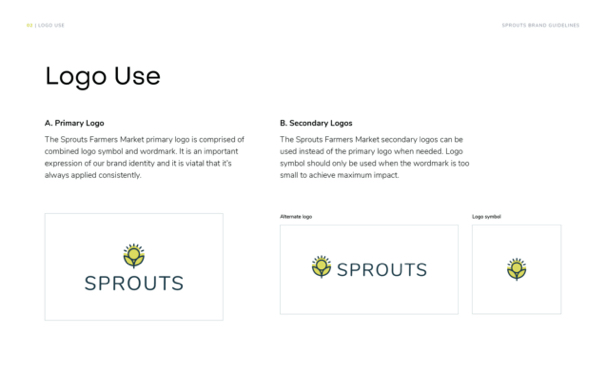 02 | LOGO USE
SPROUTS BRAND GUIDELINES
Logo Use
A. Primary Logo
The Sprouts Farmers Market primary logo is comprised of
combined logo symbol and wordmark. It is an important
expression of our brand identity and it is viatal that it's
always applied consistently.
B. Secondary Logos
The Sprouts Farmers Market secondary logos can be
used instead of the primary logo when needed. Logo
symbol should only be used when the wordmark is too
small to achieve maximum impact.
SPROUTS
Alternate logo
SPROUTS
Logo symbol